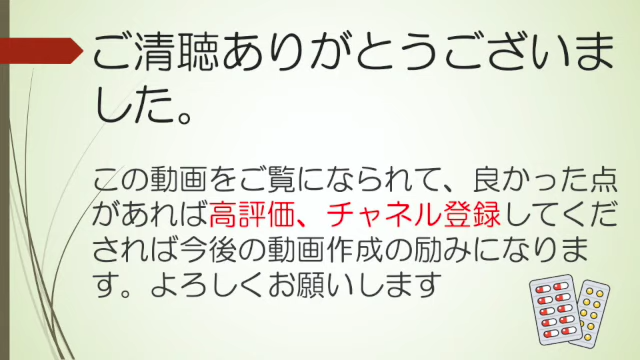 ご清聴ありがとうございま
した。
この動画をご覧になられて、良かった点
があれば高評価、チャネル登録してくだ
されば今後の動画作成の励みになりま
す。よろしくお願いします